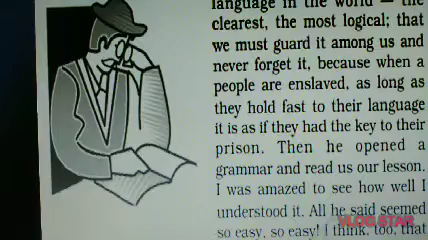 language in the world — the
clearest, the most logical; that
we must guard it among us and
never forget it, because when a
people are enslaved, as long as
they hold fast to their language
it is as if they had the key to their
prison. Then he opened a
grammar and read us our lesson.
I was amazed to see how well I
understood it. All he said seemed
so easy, so easy! I think, too, that
VLOG STAR